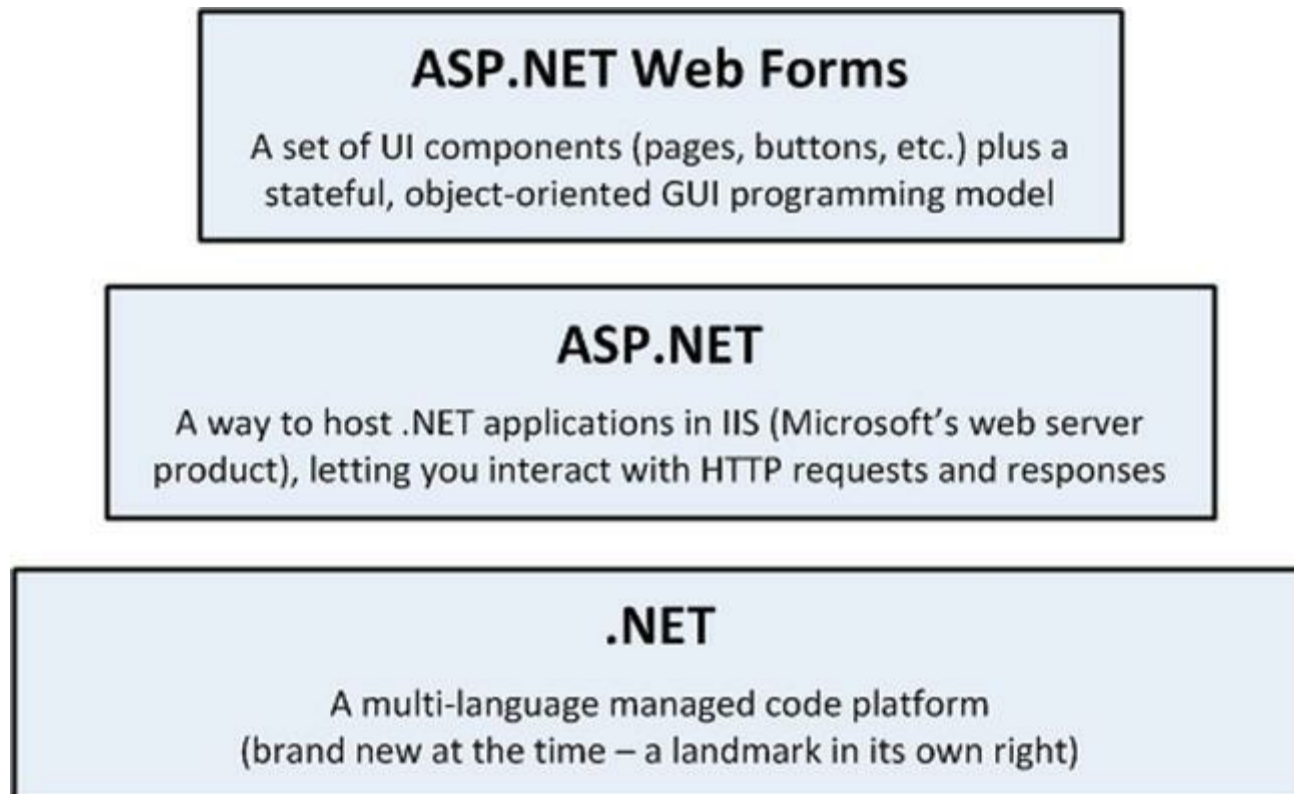 ASP.NET Web Forms
A set of UI components (pages, buttons, etc.) plus a
stateful, object-oriented GUI programming model
ASP.NET
A way to host .NET applications in IIS (Microsoft’s web server
product), letting you interact with HTTP requests and responses
.NET
A multi-language managed code platform
(brand new at the time – a landmark in its own right)